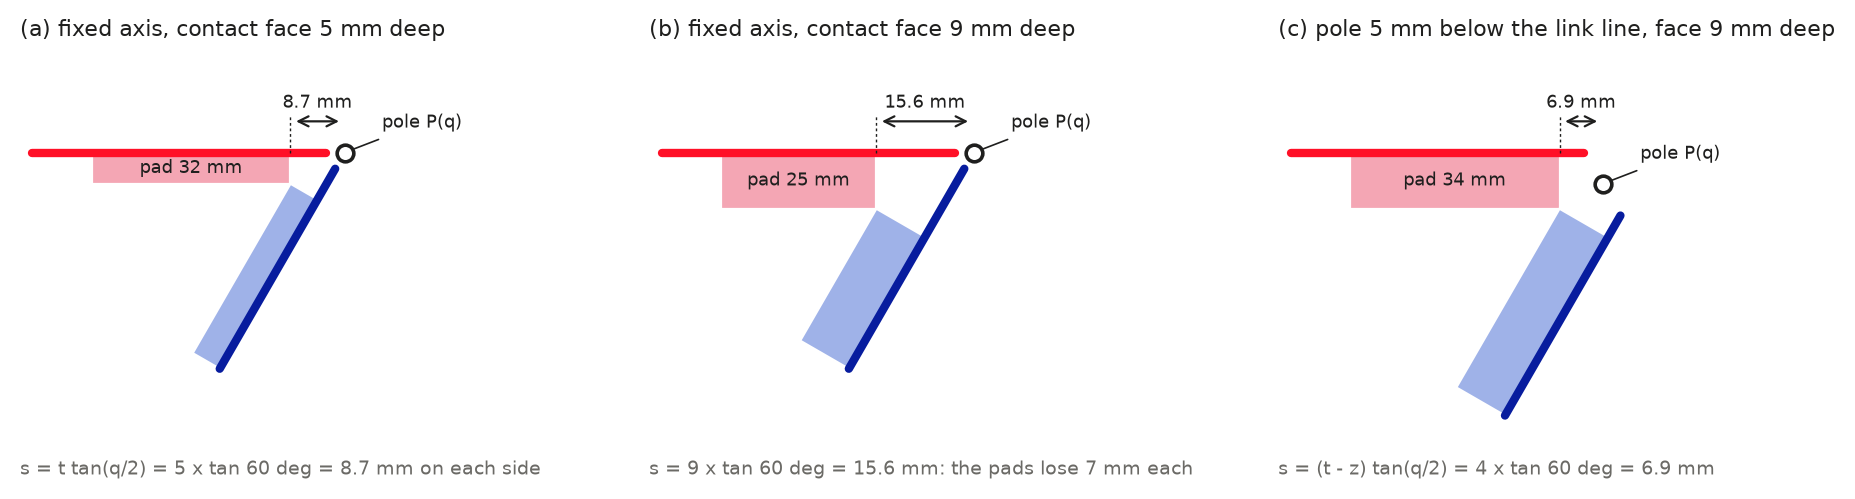 (a) fixed axis, contact face 5 mm deep
8.7 mm
pole P(q)
pad 32 mm
s = t tan(q/2) = 5 x tan 60 deg = 8.7 mm on each side
(b) fixed axis, contact face 9 mm deep
15.6 mm
pole P(q)
pad 25 mm
s = 9 x tan 60 deg = 15.6 mm: the pads lose 7 mm each
(c) pole 5 mm below the link line, face 9 mm deep
6.9 mm
pole P(q)
pad 34 mm
s = (t - z) tan(q/2) = 4 x tan 60 deg = 6.9 mm